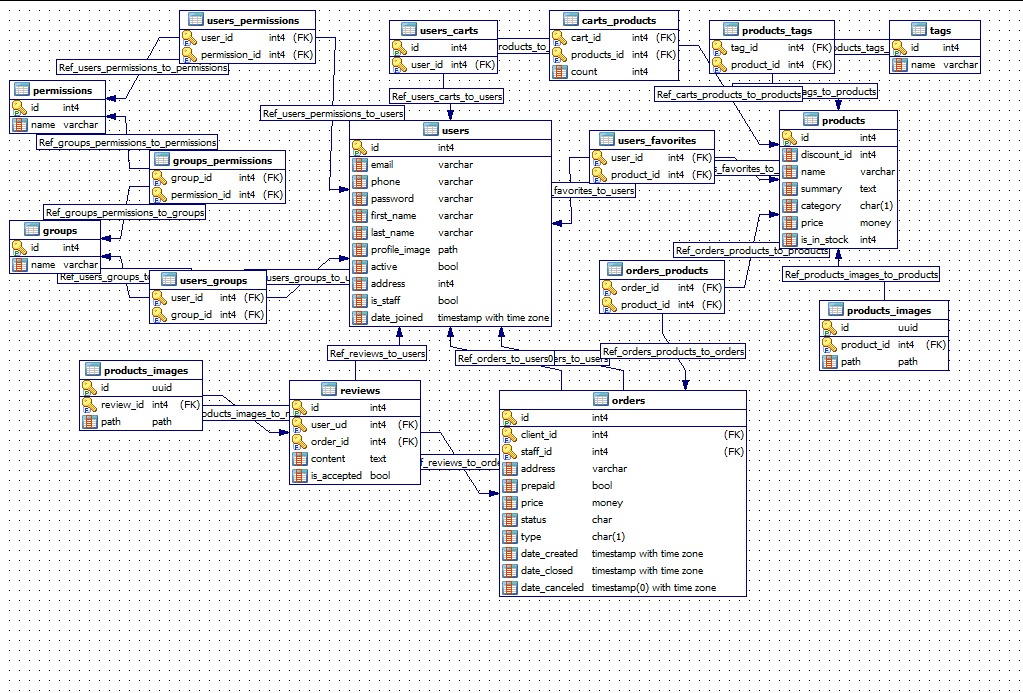 users_permissions
user_id int4 (FK)
permission_id int4 (FK)
users_carts
id int4
user_id int4 (FK)
carts_products
cart_id int4 (FK)
products_id int4 (FK)
count int4
products_tags
tag_id int4 (FK)
product_id int4 (FK)
tags
id int4
name varchar
Ref_users_permissions_to_permissions
Ref_users_carts_to_users
Ref_carts_products_to_products
Ref_users_permissions_to_users
permissions
id int4
name varchar
Ref_groups_permissions_to_permissions
groups_permissions
group_id int4 (FK)
permission_id int4 (FK)
Ref_groups_permissions_to_groups
groups
id int4
name varchar
users_groups
user_id int4 (FK)
group_id int4 (FK)
users
id int4
email varchar
phone varchar
password varchar
first_name varchar
last_name varchar
profile_image path
active bool
address int4
is_staff bool
date_joined timestamp with time zone
users_favorites
user_id int4 (FK)
product_id int4 (FK)
favorites_to_users
products
id int4
discount_id int4
name varchar
summary text
category char(1)
price money
is_in_stock int4
Ref_orders_products_to_products
orders_products
order_id int4 (FK)
product_id int4 (FK)
Ref_products_images_to_products
products_images
id uuid
product_id int4 (FK)
path path
Ref_reviews_to_users
Ref_orders_to_users
Ref_orders_products_to_orders
products_images
id uuid
review_id int4 (FK)
path path
reviews
id int4
user_ud int4 (FK)
order_id int4 (FK)
content text
is_accepted bool
orders
id int4
client_id int4 (FK)
staff_id int4 (FK)
address varchar
prepaid bool
price money
status char
type char(1)
date_created timestamp with time zone
date_closed timestamp with time zone
date_canceled timestamp(0) with time zone